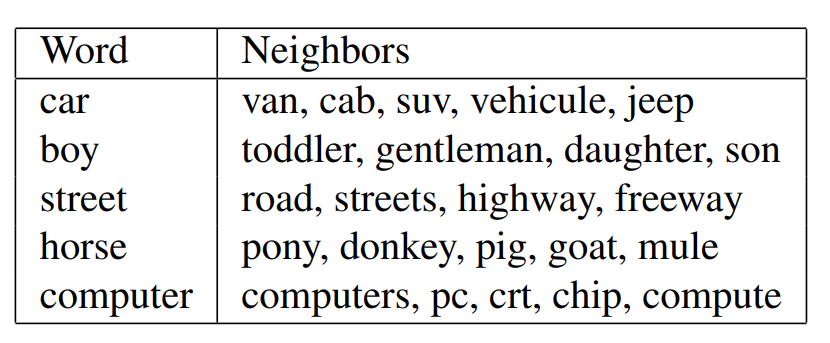 Word Neighbors
car van, cab, suv, vehicule, jeep
boy toddler, gentleman, daughter, son
street road, streets, highway, freeway
horse pony, donkey, pig, goat, mule
computer computers, pc, crt, chip, compute